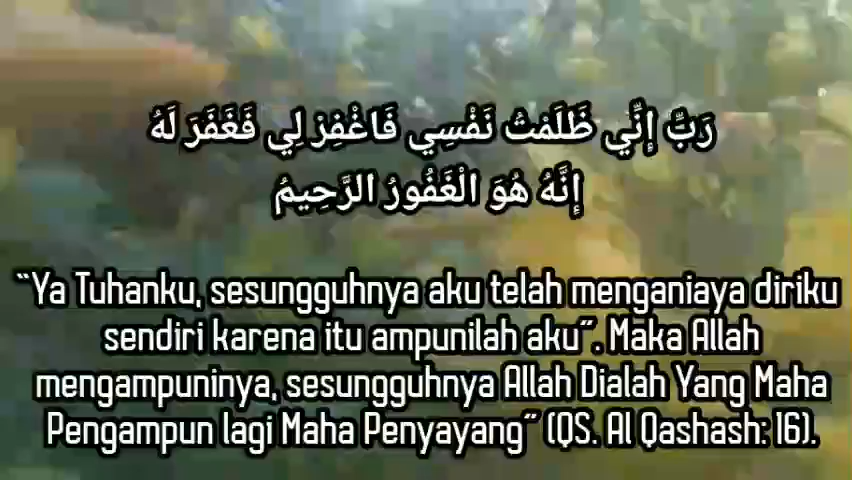 رَبِّ إِنِّي ظَلَمْتُ نَفْسِي فَاغْفِرْ لِي فَغَفَرَ لَهُ
إِنَّهُ هُوَ الْغَفُورُ الرَّحِيمُ
“Ya Tuhanku, sesungguhnya aku telah menganiaya diriku
sendiri karena itu ampunilah aku”. Maka Allah
mengampuninya, sesungguhnya Allah Dialah Yang Maha
Pengampun lagi Maha Penyayang” (QS. Al Qashash: 16).